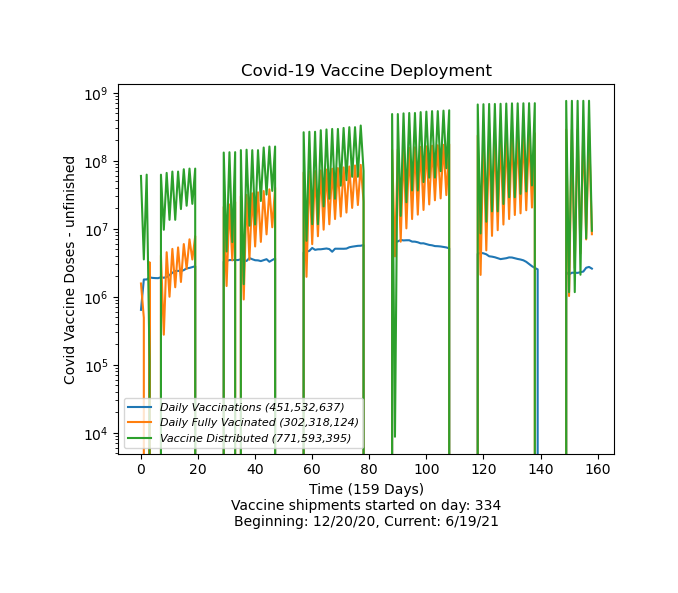 Covid-19 Vaccine Deployment
10⁹
10⁸
10⁷
10⁶
10⁵
10⁴
Covid Vaccine Doses - unfinished
Daily Vaccinations (451,532,637)
Daily Fully Vacinated (302,318,124)
Vaccine Distributed (771,593,395)
0 20 40 60 80 100 120 140 160
Time (159 Days)
Vaccine shipments started on day: 334
Beginning: 12/20/20, Current: 6/19/21